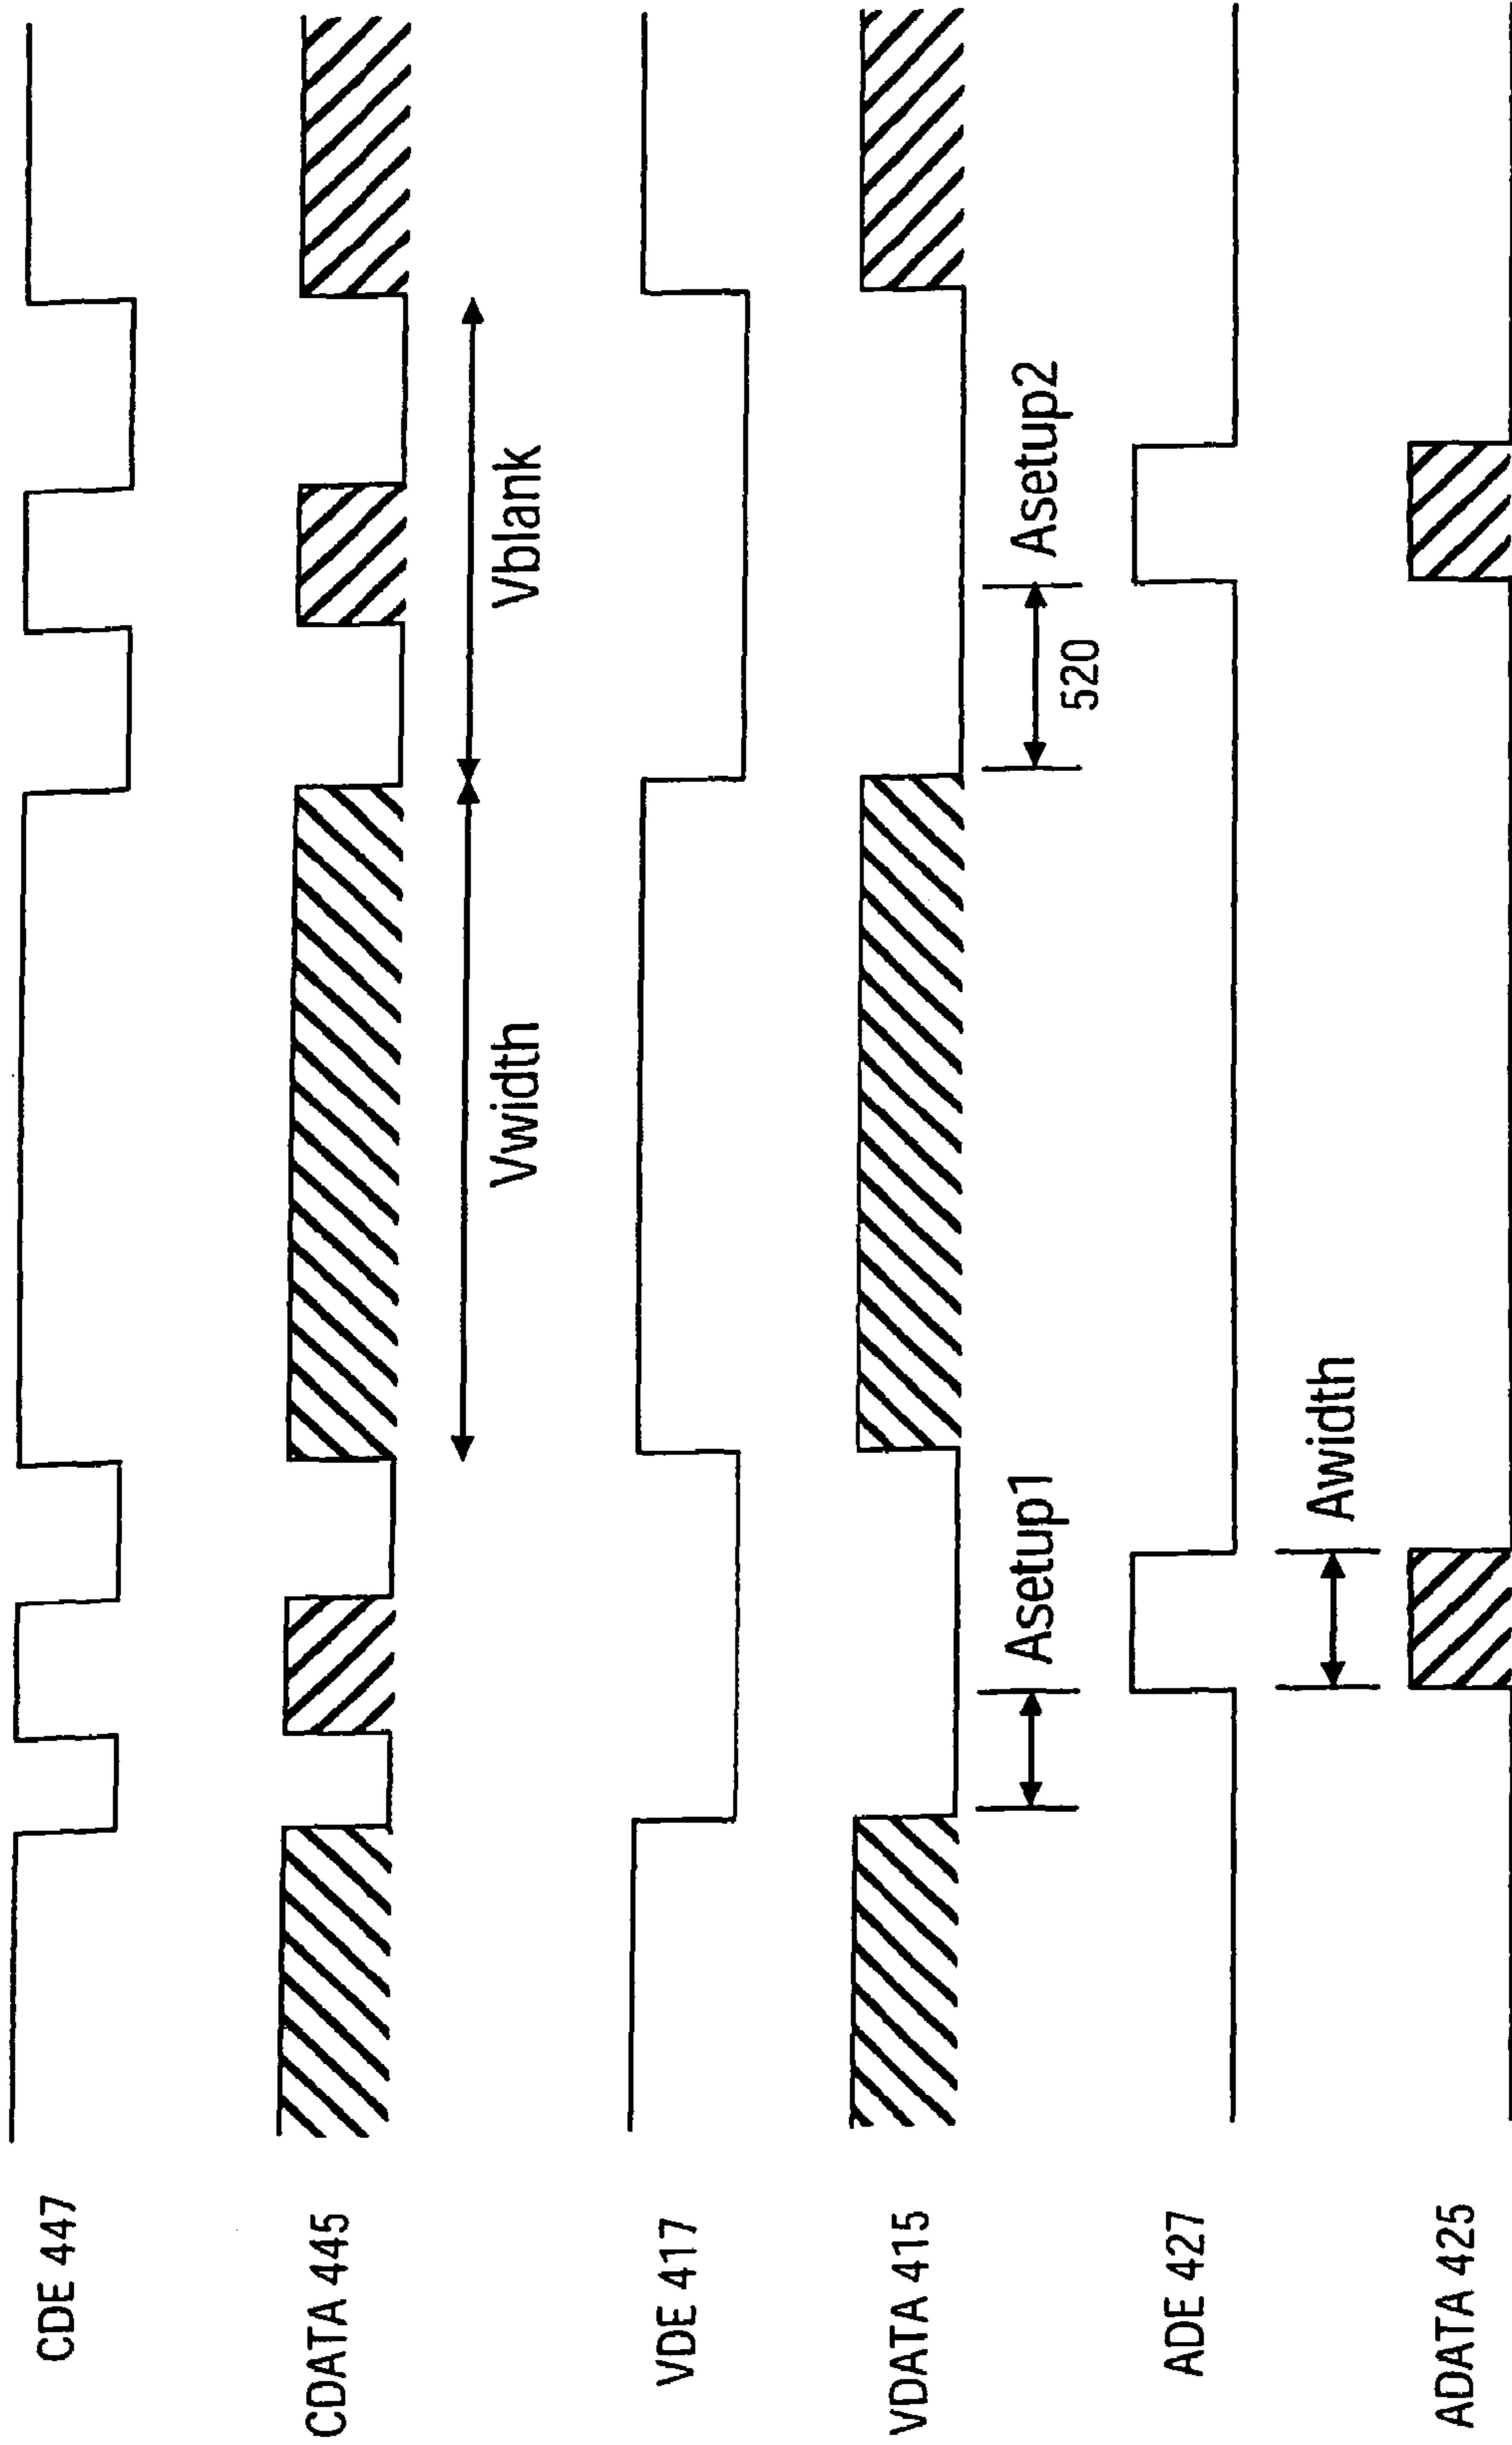 CDE 447
CDATA 445
Vwidth
Vblank
VDE 417
VDATA 415
Asetup1
Asetup2
520
ADE 427
Awidth
ADATA 425